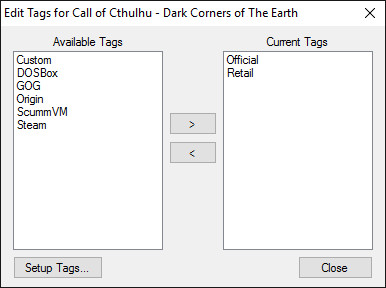 Edit Tags for Call of Cthulhu - Dark Corners of The Earth
Available Tags
Custom
DOSBox
GOG
Origin
ScummVM
Steam
>
<
Current Tags
Official
Retail
Setup Tags...
Close